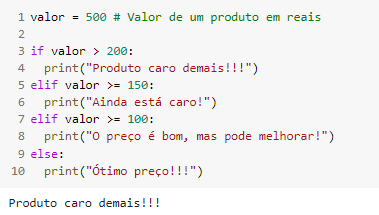 1 valor = 500 # Valor de um produto em reais
2
3 if valor > 200:
4   print("Produto caro demais!!!")
5 elif valor >= 150:
6   print("Ainda está caro!")
7 elif valor >= 100:
8   print("O preço é bom, mas pode melhorar!")
9 else:
10   print("Ótimo preço!!!")
Produto caro demais!!!